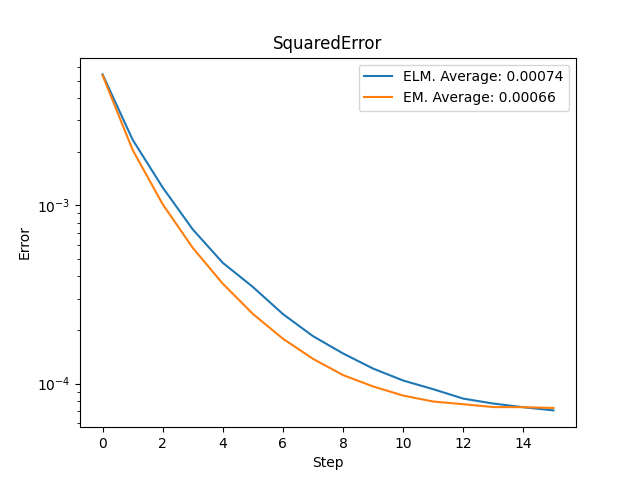 SquaredError
ELM. Average: 0.00074
EM. Average: 0.00066
10⁻³
10⁻⁴
Error
0 2 4 6 8 10 12 14
Step